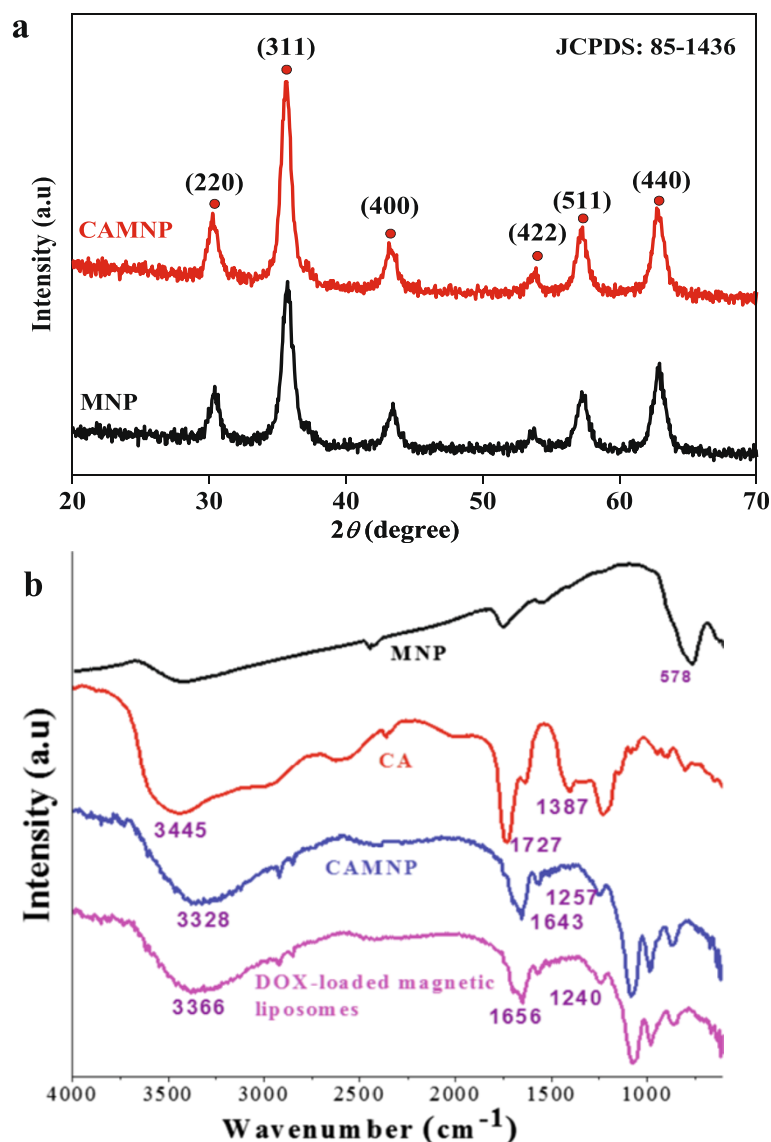 a
(311)
JCPDS: 85-1436
(220)
(440)
(400)
(511)
(422)
CAMNP
MNP
Intensity (a.u)
20 30 40 50 60 70
2θ (degree)
b
MNP
578
CA
3445
1387
1727
CAMNP
3328
1257
1643
DOX-loaded magnetic
liposomes
3366
1656
1240
Intensity (a.u)
4000 3500 3000 2500 2000 1500 1000
Wavenumber (cm⁻¹)